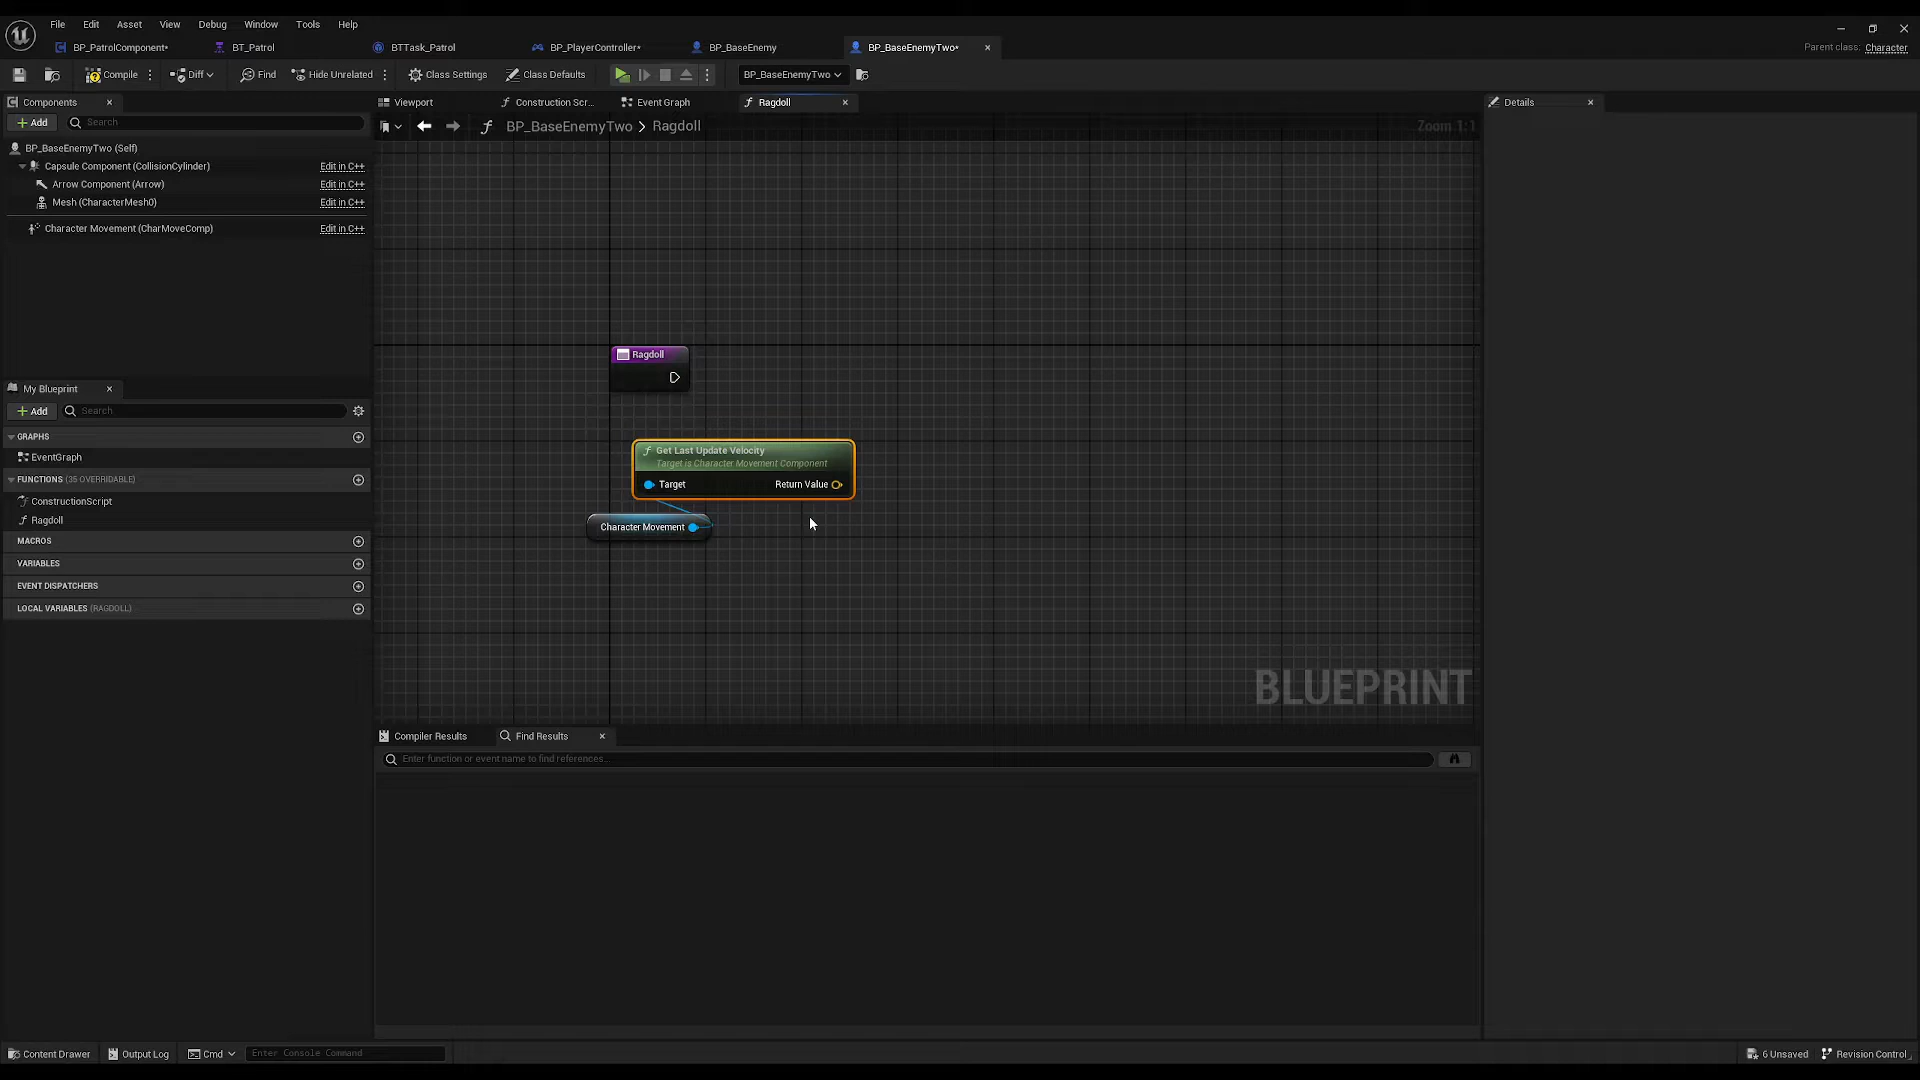 File Edit Asset View Debug Window Tools Help
BP_PatrolComponent* BT_Patrol BTTask_Patrol BP_PlayerController* BP_BaseEnemy BP_BaseEnemyTwo*
Parent class: Character
Compile Diff Find Hide Unrelated Class Settings Class Defaults BP_BaseEnemyTwo
Components Viewport Construction Scr... Event Graph Ragdoll Details
Add Search
BP_BaseEnemyTwo > Ragdoll Zoom 1:1
BP_BaseEnemyTwo (Self)
Capsule Component (CollisionCylinder) Edit in C++
Arrow Component (Arrow) Edit in C++
Mesh (CharacterMesh0) Edit in C++
Character Movement (CharMoveComp) Edit in C++
Ragdoll
Get Last Update Velocity
Target is Character Movement Component
Target Return Value
Character Movement
BLUEPRINT
My Blueprint
Add Search
GRAPHS
EventGraph
FUNCTIONS (35 OVERRIDABLE)
ConstructionScript
Ragdoll
MACROS
VARIABLES
EVENT DISPATCHERS
LOCAL VARIABLES (RAGDOLL)
Compiler Results Find Results
Enter function or event name to find references...
Content Drawer Output Log Cmd Enter Console Command 6 Unsaved Revision Control